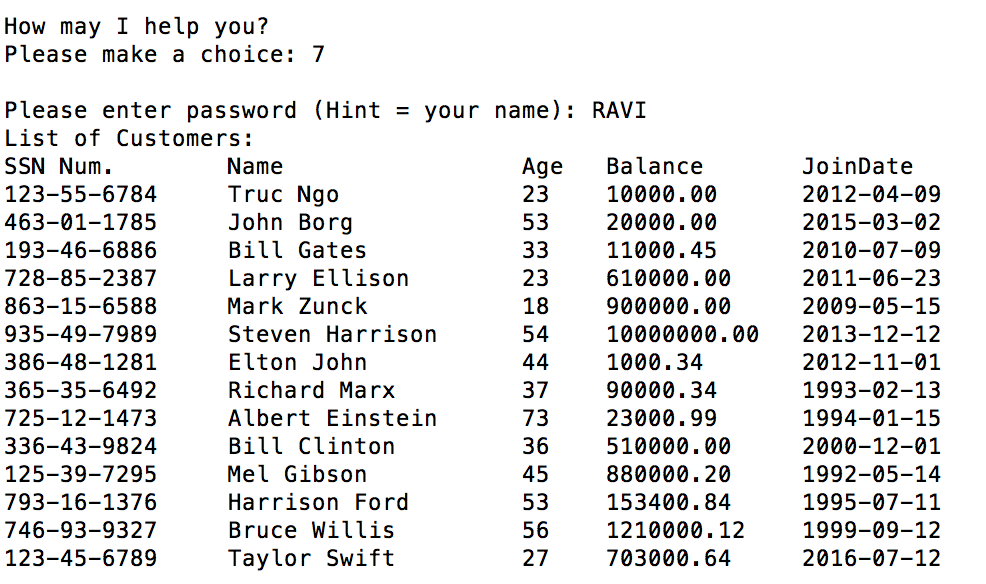 How may I help you?
Please make a choice: 7
Please enter password (Hint = your name): RAVI
List of Customers:
SSN Num. Name Age Balance JoinDate
123-55-6784 Truc Ngo 23 10000.00 2012-04-09
463-01-1785 John Borg 53 20000.00 2015-03-02
193-46-6886 Bill Gates 33 11000.45 2010-07-09
728-85-2387 Larry Ellison 23 610000.00 2011-06-23
863-15-6588 Mark Zunck 18 900000.00 2009-05-15
935-49-7989 Steven Harrison 54 10000000.00 2013-12-12
386-48-1281 Elton John 44 1000.34 2012-11-01
365-35-6492 Richard Marx 37 90000.34 1993-02-13
725-12-1473 Albert Einstein 73 23000.99 1994-01-15
336-43-9824 Bill Clinton 36 510000.00 2000-12-01
125-39-7295 Mel Gibson 45 880000.20 1992-05-14
793-16-1376 Harrison Ford 53 153400.84 1995-07-11
746-93-9327 Bruce Willis 56 1210000.12 1999-09-12
123-45-6789 Taylor Swift 27 703000.64 2016-07-12